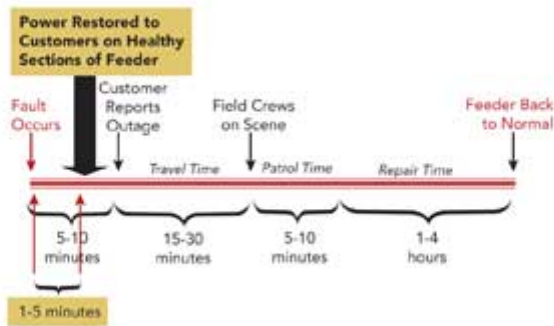 Power Restored to
Customers on Healthy
Sections of Feeder
Fault
Occurs
Customer
Reports
Outage
Field Crews
on Scene
Feeder Back
to Normal
Travel Time
Patrol Time
Repair Time
5-10
minutes
15-30
minutes
5-10
minutes
1-4
hours
1-5 minutes